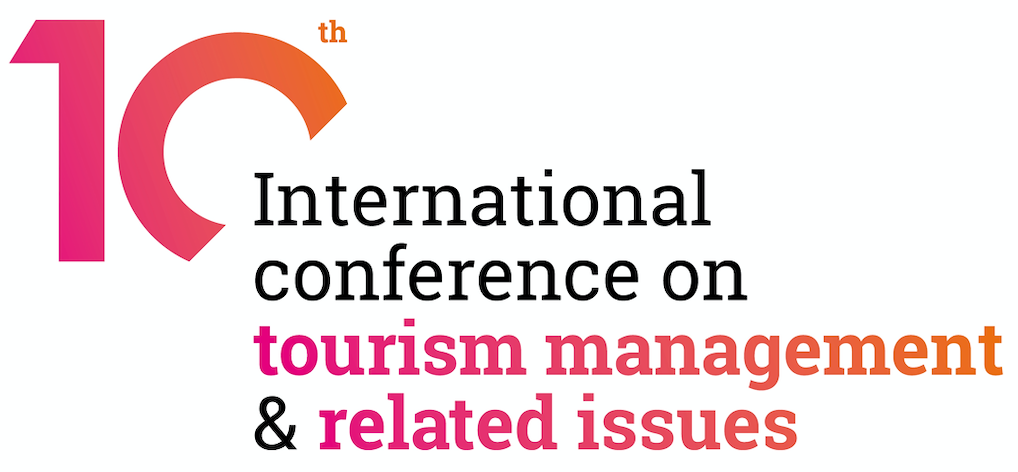 10th
International
conference on
tourism management
& related issues